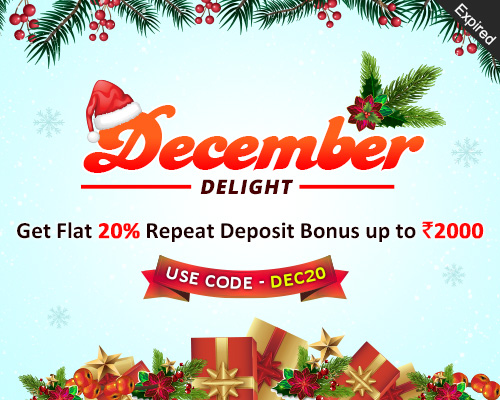 Expired
December
DELIGHT
Get Flat 20% Repeat Deposit Bonus up to ₹2000
USE CODE - DEC20